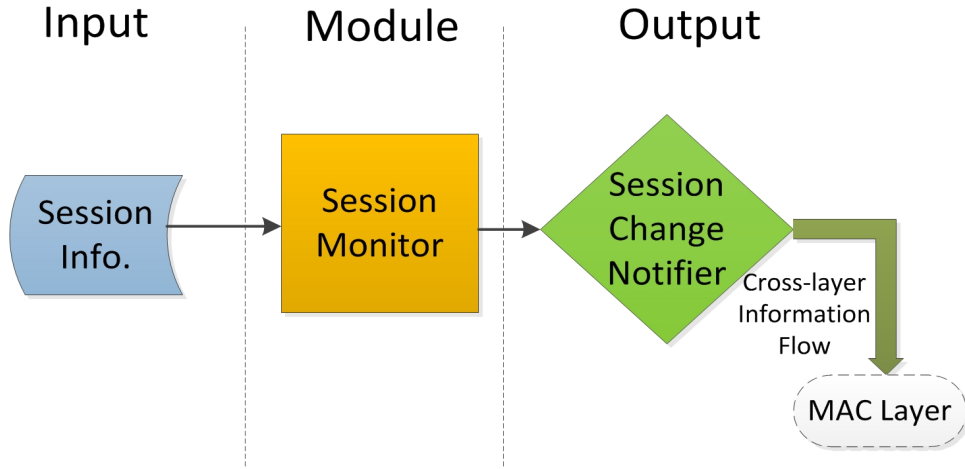 Input
Module
Output
Session
Info.
Session
Monitor
Session
Change
Notifier
Cross-layer
Information
Flow
MAC Layer